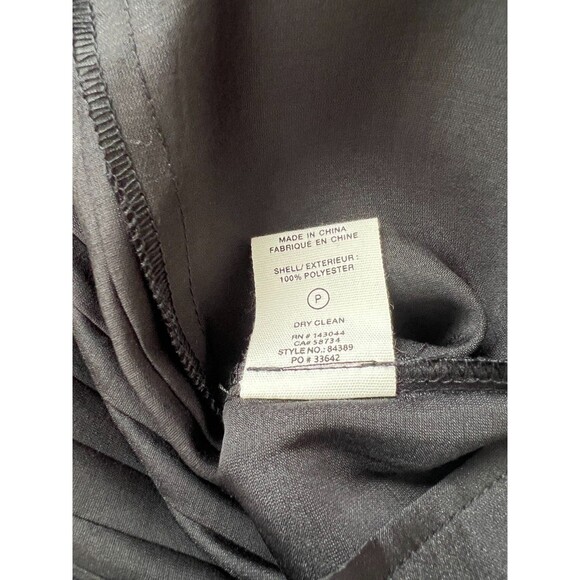 MADE IN CHINA
FABRIQUÉ EN CHINE
SHELL/ EXTERIEUR :
100% POLYESTER
P
DRY CLEAN
RN # 143044
CA# 58734
STYLE NO.: 84389
PO # 33642